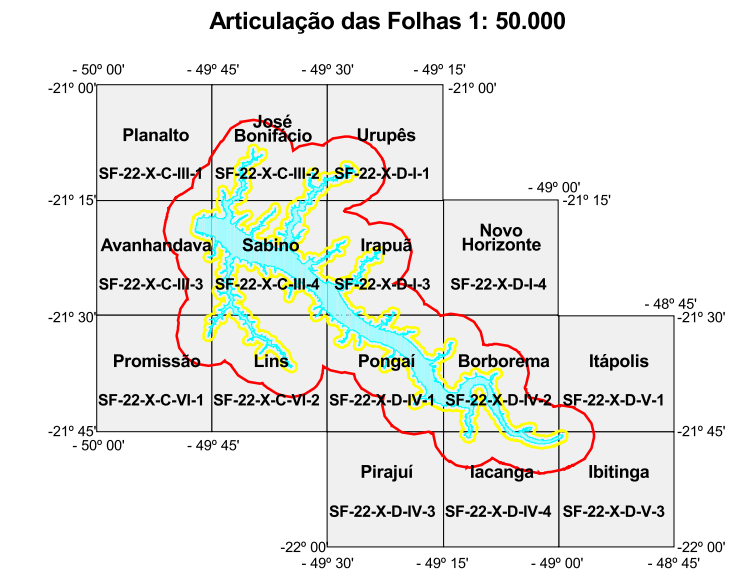 Articulação das Folhas 1: 50.000
- 50º 00'
- 49º 45'
- 49º 30'
- 49º 15'
-21º 00'
-21º 00'
Planalto
José
Bonifácio
Urupês
SF-22-X-C-III-1
SF-22-X-C-III-2
SF-22-X-D-I-1
- 49º 00'
-21º 15'
-21º 15'
Avanhandava
Sabino
Irapuã
Novo
Horizonte
SF-22-X-C-III-3
SF-22-X-C-III-4
SF-22-X-D-I-3
SF-22-X-D-I-4
- 48º 45'
-21º 30'
-21º 30'
Promissão
Lins
Pongaí
Borborema
Itápolis
SF-22-X-C-VI-1
SF-22-X-C-VI-2
SF-22-X-D-IV-1
SF-22-X-D-IV-2
SF-22-X-D-V-1
-21º 45'
-21º 45'
- 50º 00'
- 49º 45'
Pirajuí
Iacanga
Ibitinga
SF-22-X-D-IV-3
SF-22-X-D-IV-4
SF-22-X-D-V-3
-22º 00'
-22º 00'
- 49º 30'
- 49º 15'
- 49º 00'
- 48º 45'